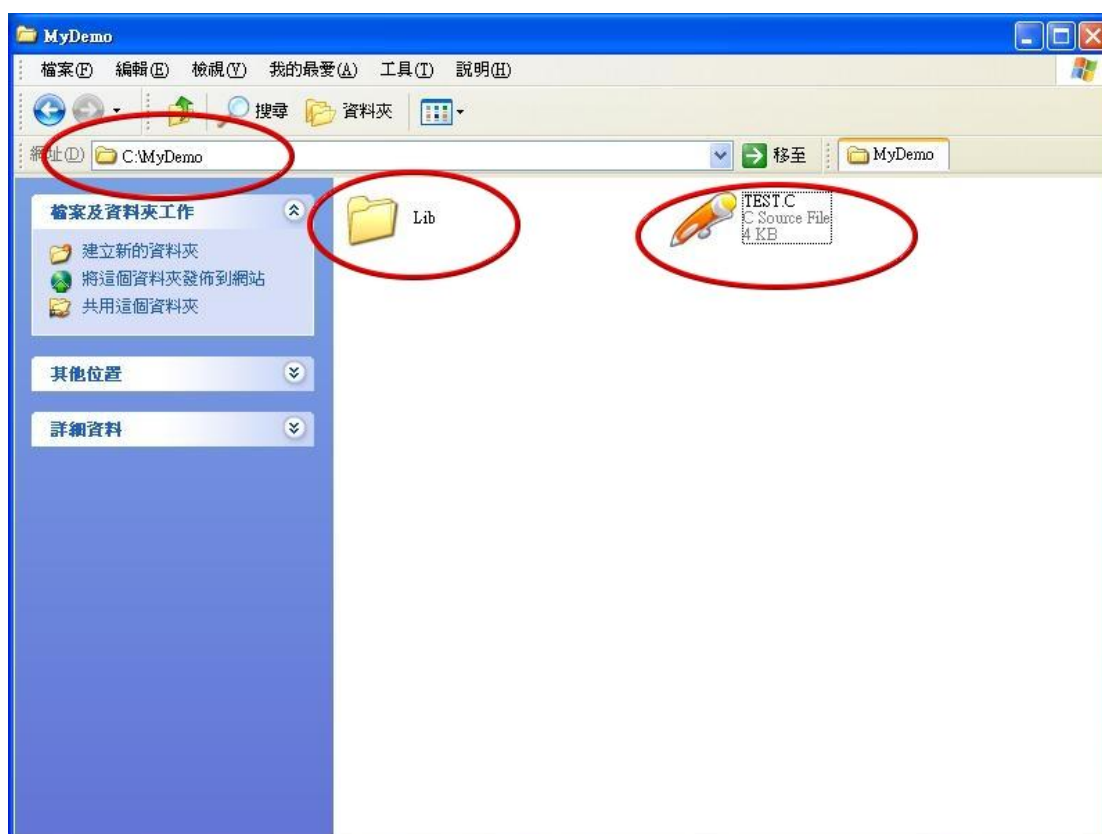 MyDemo
檔案(F) 編輯(E) 檢視(V) 我的最愛(A) 工具(T) 說明(H)
搜尋 資料夾
網址(D) C:\MyDemo 移至 MyDemo
檔案及資料夾工作
建立新的資料夾
將這個資料夾發佈到網站
共用這個資料夾
其他位置
詳細資料
Lib
TEST.C
C Source File
4 KB